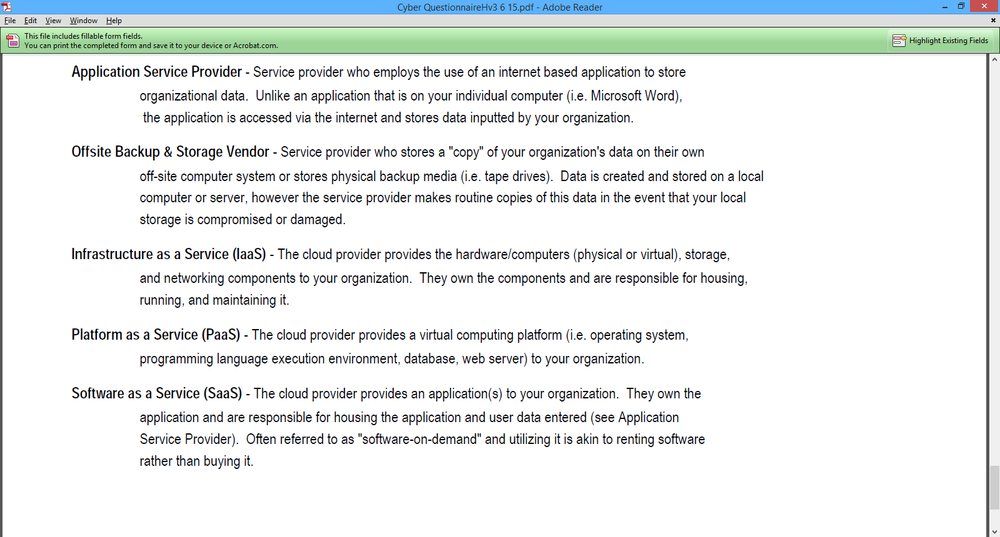 Cyber QuestionnaireHv3 6 15.pdf - Adobe Reader
File Edit View Window Help
This file includes fillable form fields.
You can print the completed form and save it to your device or Acrobat.com.
Highlight Existing Fields
Application Service Provider - Service provider who employs the use of an internet based application to store
organizational data.  Unlike an application that is on your individual computer (i.e. Microsoft Word),
the application is accessed via the internet and stores data inputted by your organization.
Offsite Backup & Storage Vendor - Service provider who stores a "copy" of your organization's data on their own
off-site computer system or stores physical backup media (i.e. tape drives).  Data is created and stored on a local
computer or server, however the service provider makes routine copies of this data in the event that your local
storage is compromised or damaged.
Infrastructure as a Service (IaaS) - The cloud provider provides the hardware/computers (physical or virtual), storage,
and networking components to your organization.  They own the components and are responsible for housing,
running, and maintaining it.
Platform as a Service (PaaS) - The cloud provider provides a virtual computing platform (i.e. operating system,
programming language execution environment, database, web server) to your organization.
Software as a Service (SaaS) - The cloud provider provides an application(s) to your organization.  They own the
application and are responsible for housing the application and user data entered (see Application
Service Provider).  Often referred to as "software-on-demand" and utilizing it is akin to renting software
rather than buying it.